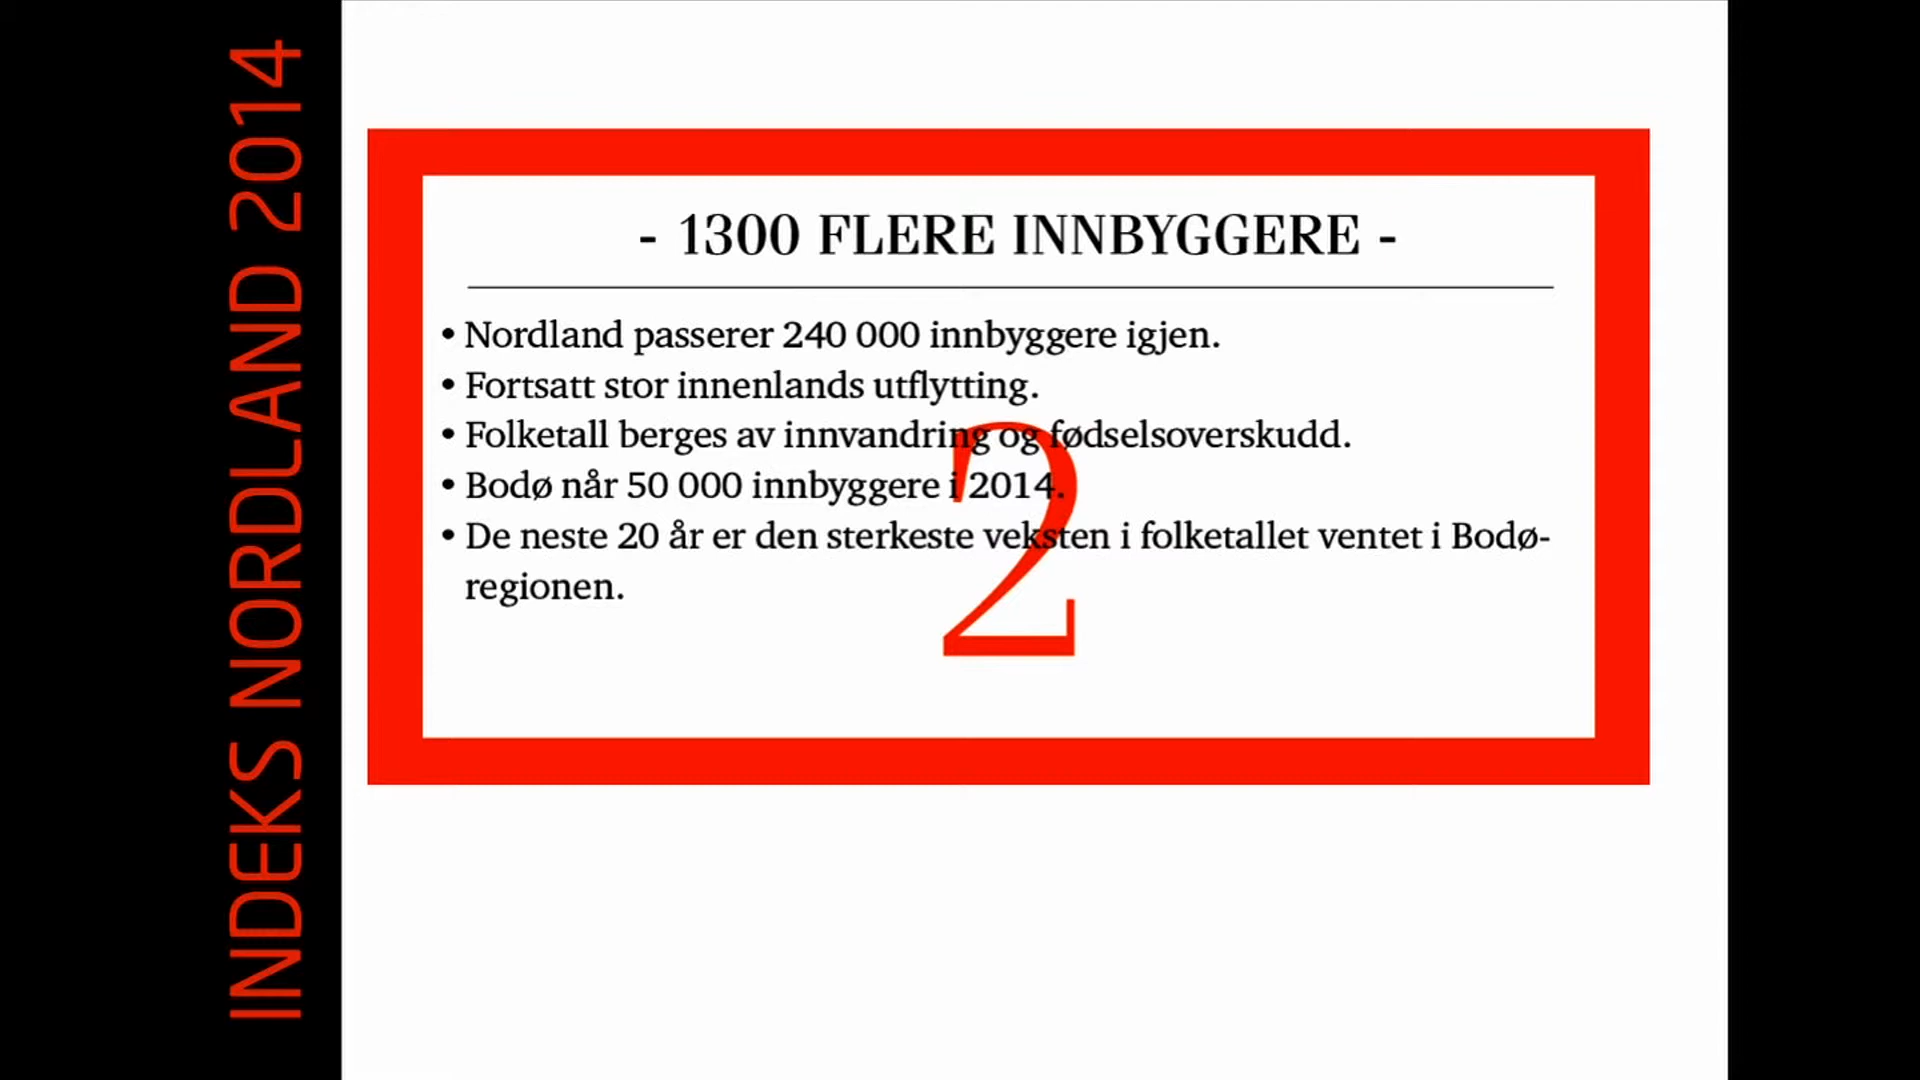 INDEKS NORDLAND 2014
- 1300 FLERE INNBYGGERE -
• Nordland passerer 240 000 innbyggere igjen.
• Fortsatt stor innenlands utflytting.
• Folketall berges av innvandring og fødselsoverskudd.
• Bodø når 50 000 innbyggere i 2014.
• De neste 20 år er den sterkeste veksten i folketallet ventet i Bodø-
regionen.
2